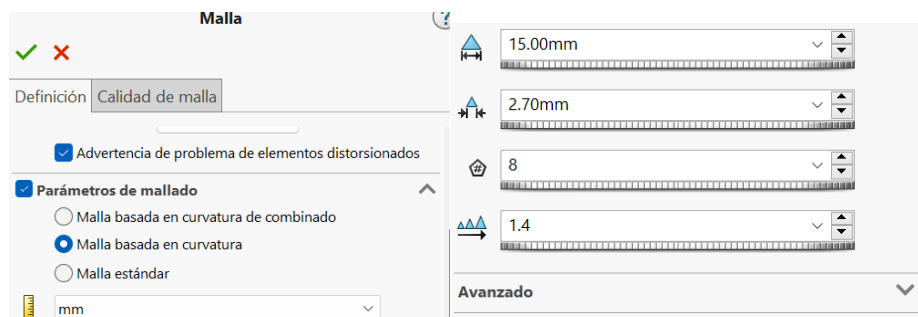 Malla
?
Definición
Calidad de malla
Advertencia de problema de elementos distorsionados
Parámetros de mallado
Malla basada en curvatura de combinado
Malla basada en curvatura
Malla estándar
mm
15.00mm
2.70mm
#
8
1.4
Avanzado